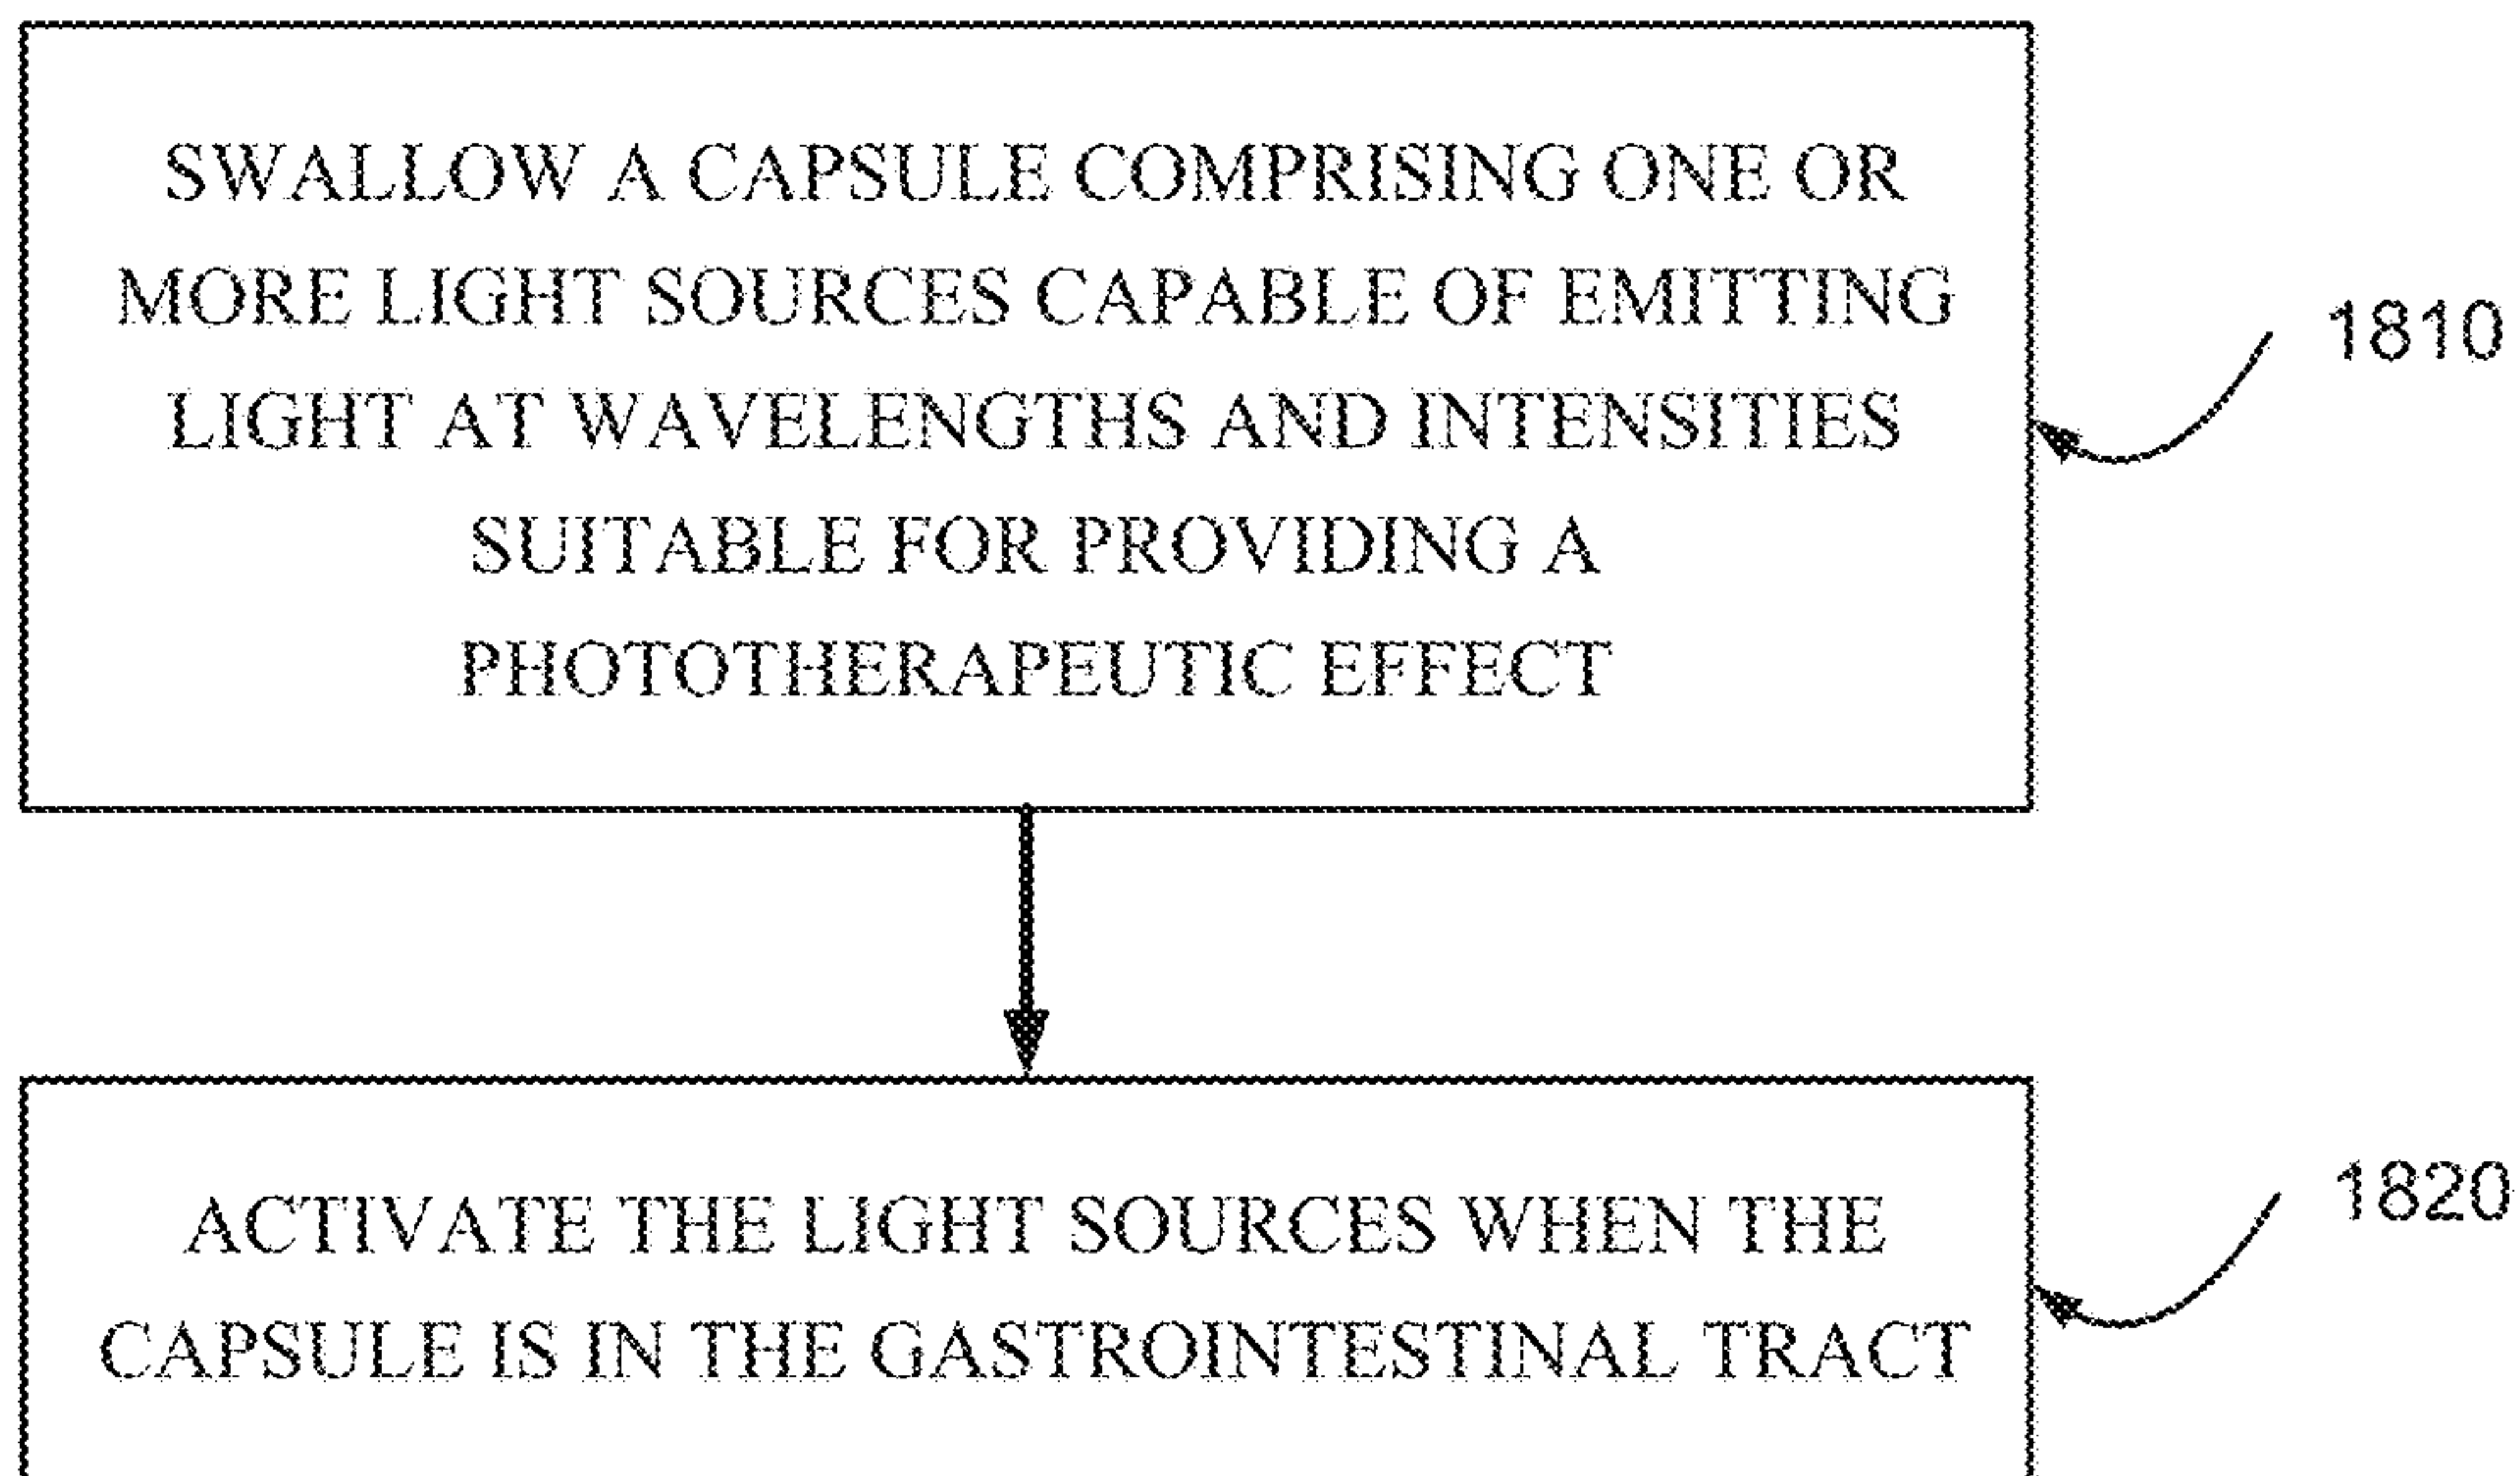 SWALLOW A CAPSULE COMPRISING ONE OR
MORE LIGHT SOURCES CAPABLE OF EMITTING
LIGHT AT WAVELENGTHS AND INTENSITIES
SUITABLE FOR PROVIDING A
PHOTOTHERAPEUTIC EFFECT
1810
ACTIVATE THE LIGHT SOURCES WHEN THE
CAPSULE IS IN THE GASTROINTESTINAL TRACT
1820